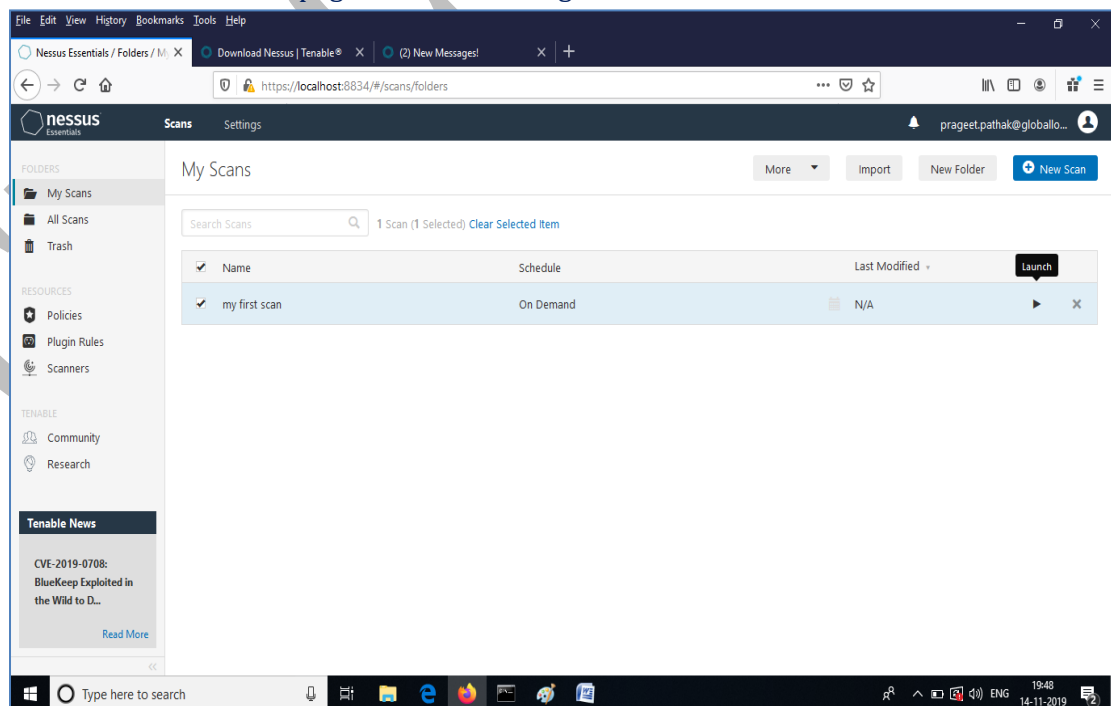 File Edit View History Bookmarks Tools Help
Nessus Essentials / Folders / M
Download Nessus | Tenable®
(2) New Messages!
https://localhost:8834/#/scans/folders
nessus
Essentials
Scans
Settings
prageet.pathak@globallo...
FOLDERS
My Scans
All Scans
Trash
RESOURCES
Policies
Plugin Rules
Scanners
TENABLE
Community
Research
Tenable News
CVE-2019-0708:
BlueKeep Exploited in
the Wild to D...
Read More
My Scans
More
Import
New Folder
New Scan
Search Scans
1 Scan (1 Selected) Clear Selected Item
Name Schedule Last Modified
Launch
my first scan On Demand N/A
Type here to search
ENG
19:48
14-11-2019
2